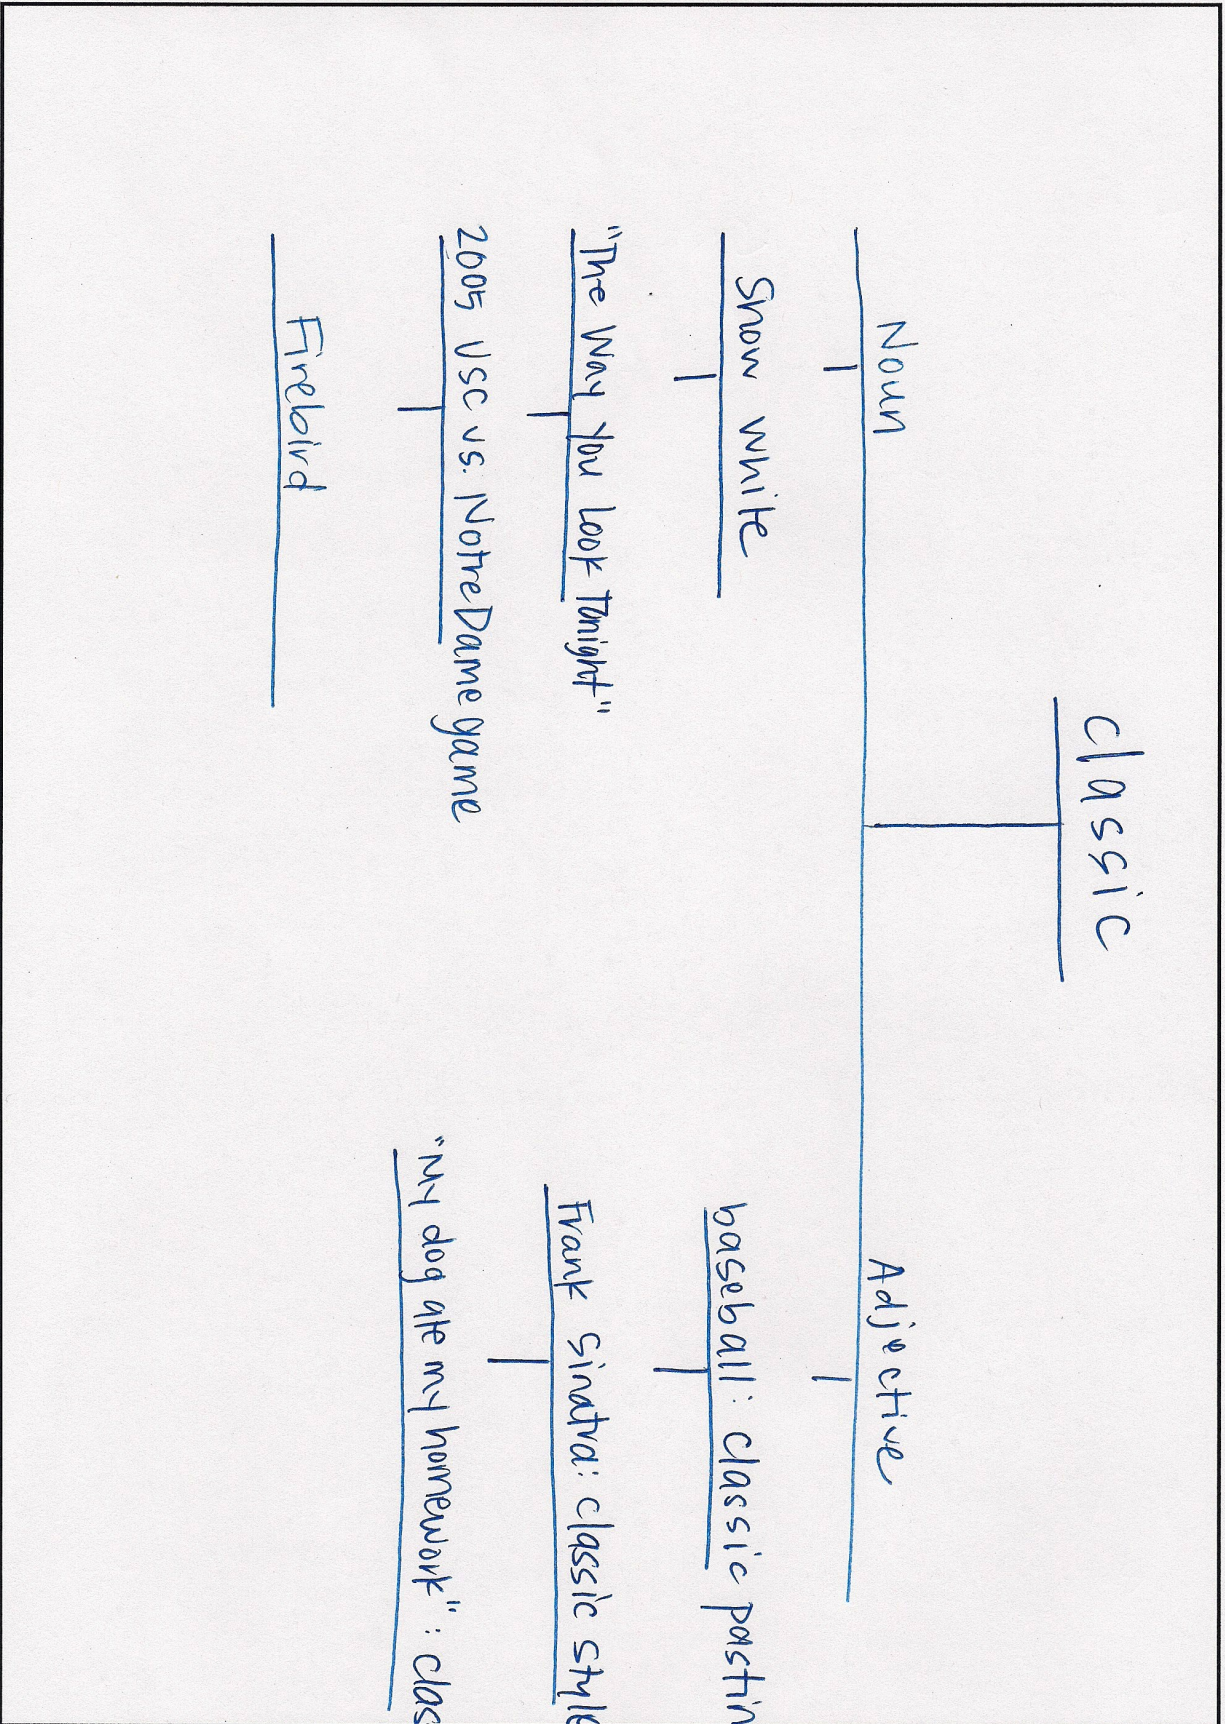 classic
Noun
Adjective
Snow White
baseball: classic pastim
"The Way You Look Tonight"
Frank Sinatra: classic style
2005 USC vs. Notre Dame game
"My dog ate my homework": clas
Firebird